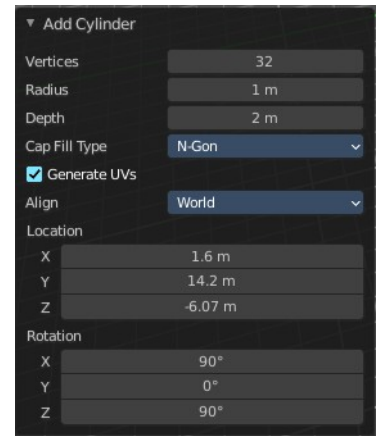 Add Cylinder
Vertices 32
Radius 1 m
Depth 2 m
Cap Fill Type N-Gon
Generate UVs
Align World
Location
X 1.6 m
Y 14.2 m
Z -6.07 m
Rotation
X 90°
Y 0°
Z 90°